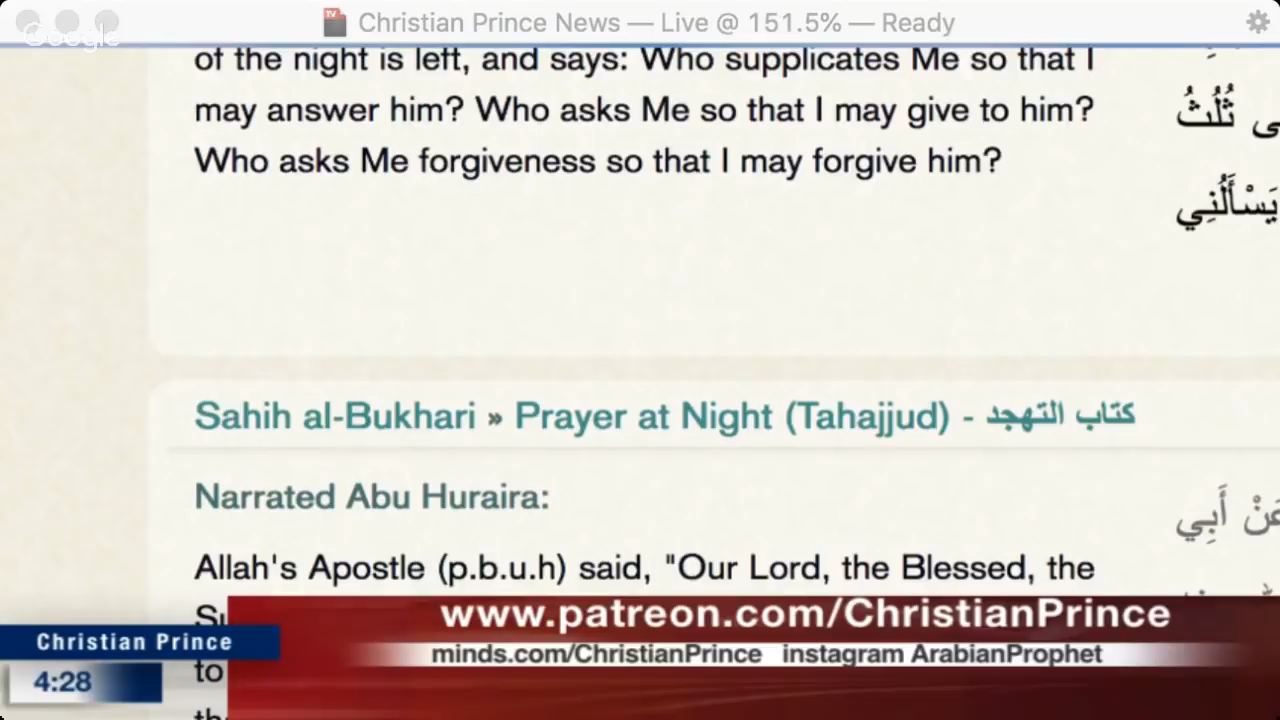 Christian Prince News — Live @ 151.5% — Ready
Google
of the night is left, and says: Who supplicates Me so that I
may answer him? Who asks Me so that I may give to him?
Who asks Me forgiveness so that I may forgive him?
ى ثُلُثُ
يَسْأَلُنِي
Sahih al-Bukhari » Prayer at Night (Tahajjud) - كتاب التهجد
Narrated Abu Huraira:
عَنْ أَبِي
Allah's Apostle (p.b.u.h) said, "Our Lord, the Blessed, the
to
www.patreon.com/ChristianPrince
Christian Prince
minds.com/ChristianPrince instagram ArabianProphet
4:28